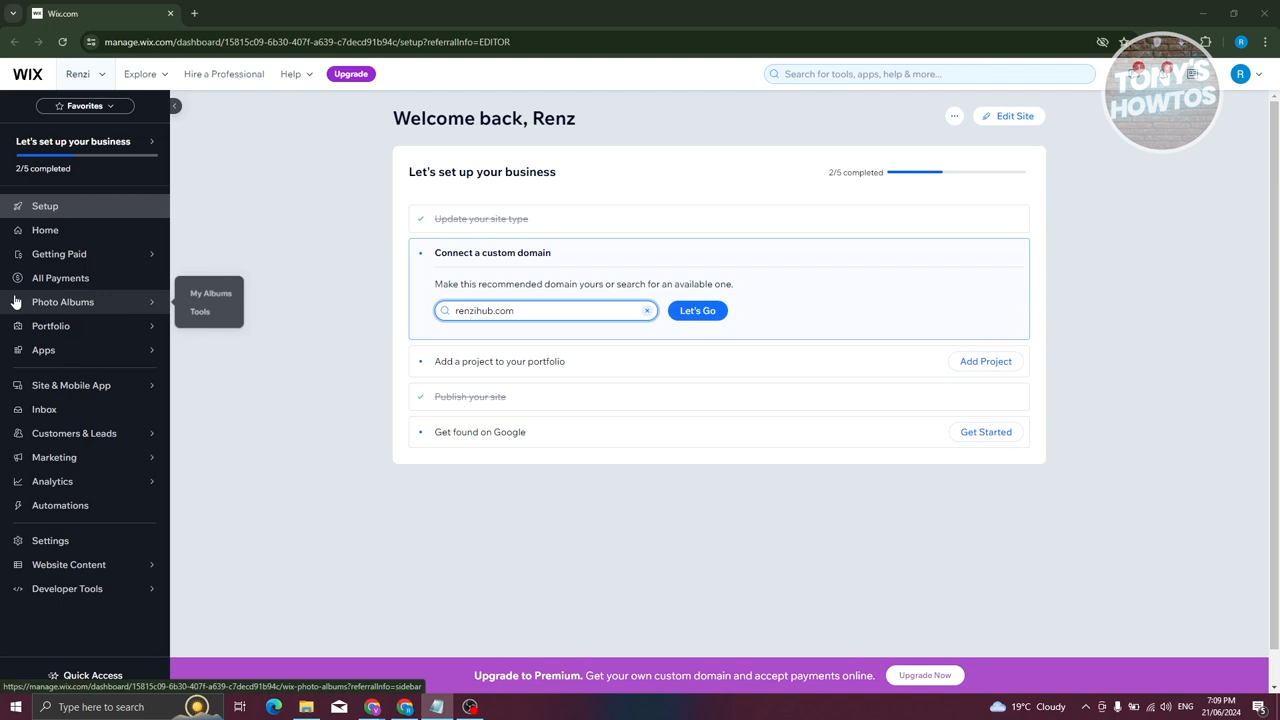 Wix.com
manage.wix.com/dashboard/15815c09-6b30-407f-a639-c7decd91b94c/setup?referralInfo=EDITOR
R
WIX
Renzi
Explore
Hire a Professional
Help
Upgrade
Search for tools, apps, help & more...
R
TONY'S
HOWTOS
Favorites
Let's set up your business
2/5 completed
Setup
Home
Getting Paid
All Payments
Photo Albums
Portfolio
Apps
Site & Mobile App
Inbox
Customers & Leads
Marketing
Analytics
Automations
Settings
Website Content
Developer Tools
Quick Access
My Albums
Tools
Welcome back, Renz
Edit Site
Let's set up your business
2/5 completed
Update your site type
Connect a custom domain
Make this recommended domain yours or search for an available one.
renzihub.com
Let's Go
Add a project to your portfolio
Add Project
Publish your site
Get found on Google
Get Started
Upgrade to Premium. Get your own custom domain and accept payments online.
Upgrade Now
https://manage.wix.com/dashboard/15815c09-6b30-407f-a639-c7decd91b94c/wix-photo-albums?referralInfo=sidebar
Type here to search
19°C Cloudy
7:09 PM
21/06/2024